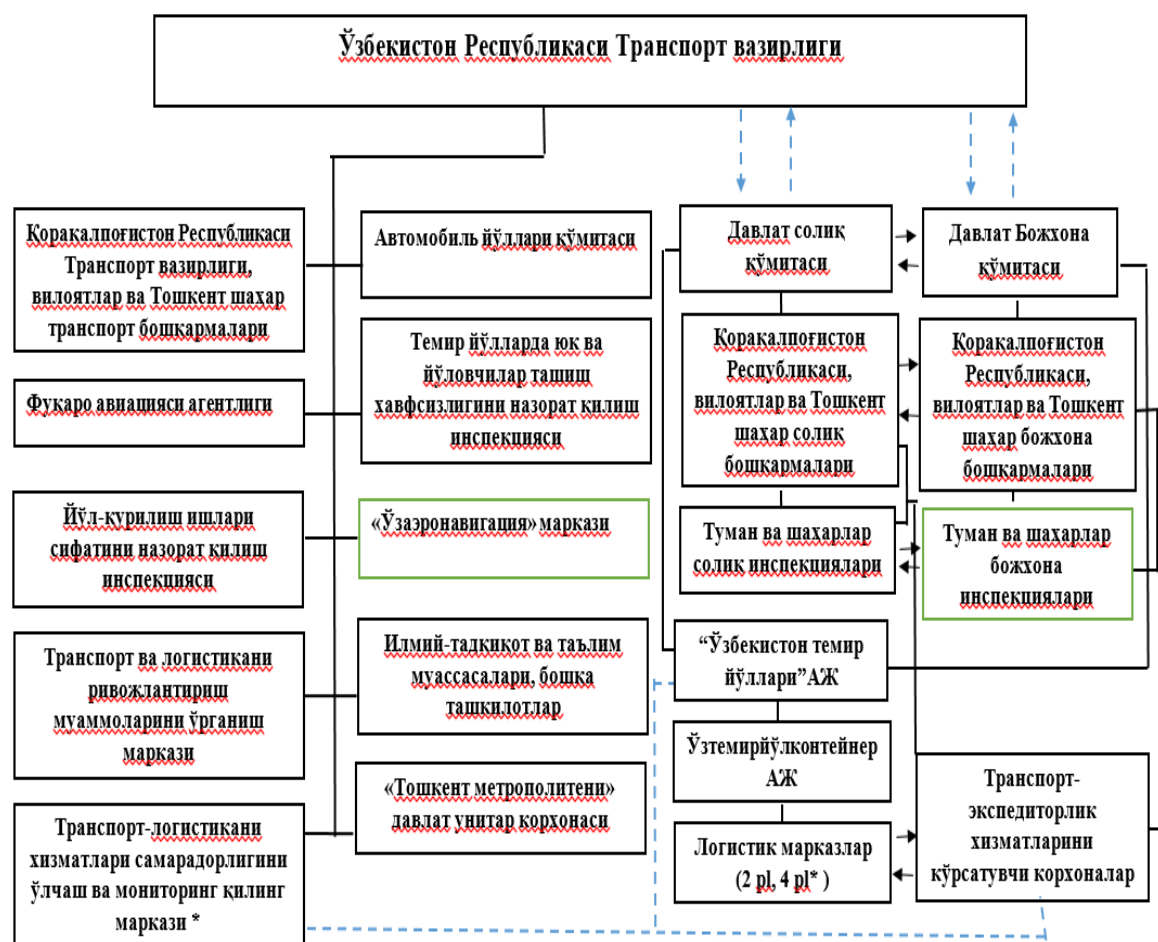 Ўзбекистон Республикаси Транспорт вазирлиги
Қорақалпоғистон Республикаси
Транспорт вазирлиги,
вилоятлар ва Тошкент шаҳар
транспорт бошқармалари
Автомобиль йўллари қўмитаси
Давлат солиқ
қўмитаси
Давлат Божхона
қўмитаси
Фуқаро авиацияси агентлиги
Темир йўлларда юк ва
йўловчилар ташиш
хавфсизлигини назорат қилиш
инспекцияси
Қорақалпоғистон
Республикаси,
вилоятлар ва Тошкент
шаҳар солиқ
бошқармалари
Қорақалпоғистон
Республикаси,
вилоятлар ва Тошкент
шаҳар божхона
бошқармалари
Йўл-қурилиш ишлари
сифатини назорат қилиш
инспекцияси
«Ўзаэронавигация» маркази
Туман ва шаҳарлар
солиқ инспекциялари
Туман ва шаҳарлар
божхона
инспекциялари
Транспорт ва логистикани
ривожлантириш
муаммоларини ўрганиш
маркази
Илмий-тадқиқот ва таълим
муассасалари, бошқа
ташкилотлар
“Ўзбекистон темир
йўллари”АЖ
Ўзтемирйўлконтейнер
АЖ
Транспорт-логистикани
хизматлари самарадорлигини
ўлчаш ва мониторинг қилинг
маркази *
«Тошкент метрополитени»
давлат унитар корхонаси
Логистик марказлар
(2 pl, 4 pl* )
Транспорт-
экспедиторлик
хизматларини
кўрсатувчи корхоналар